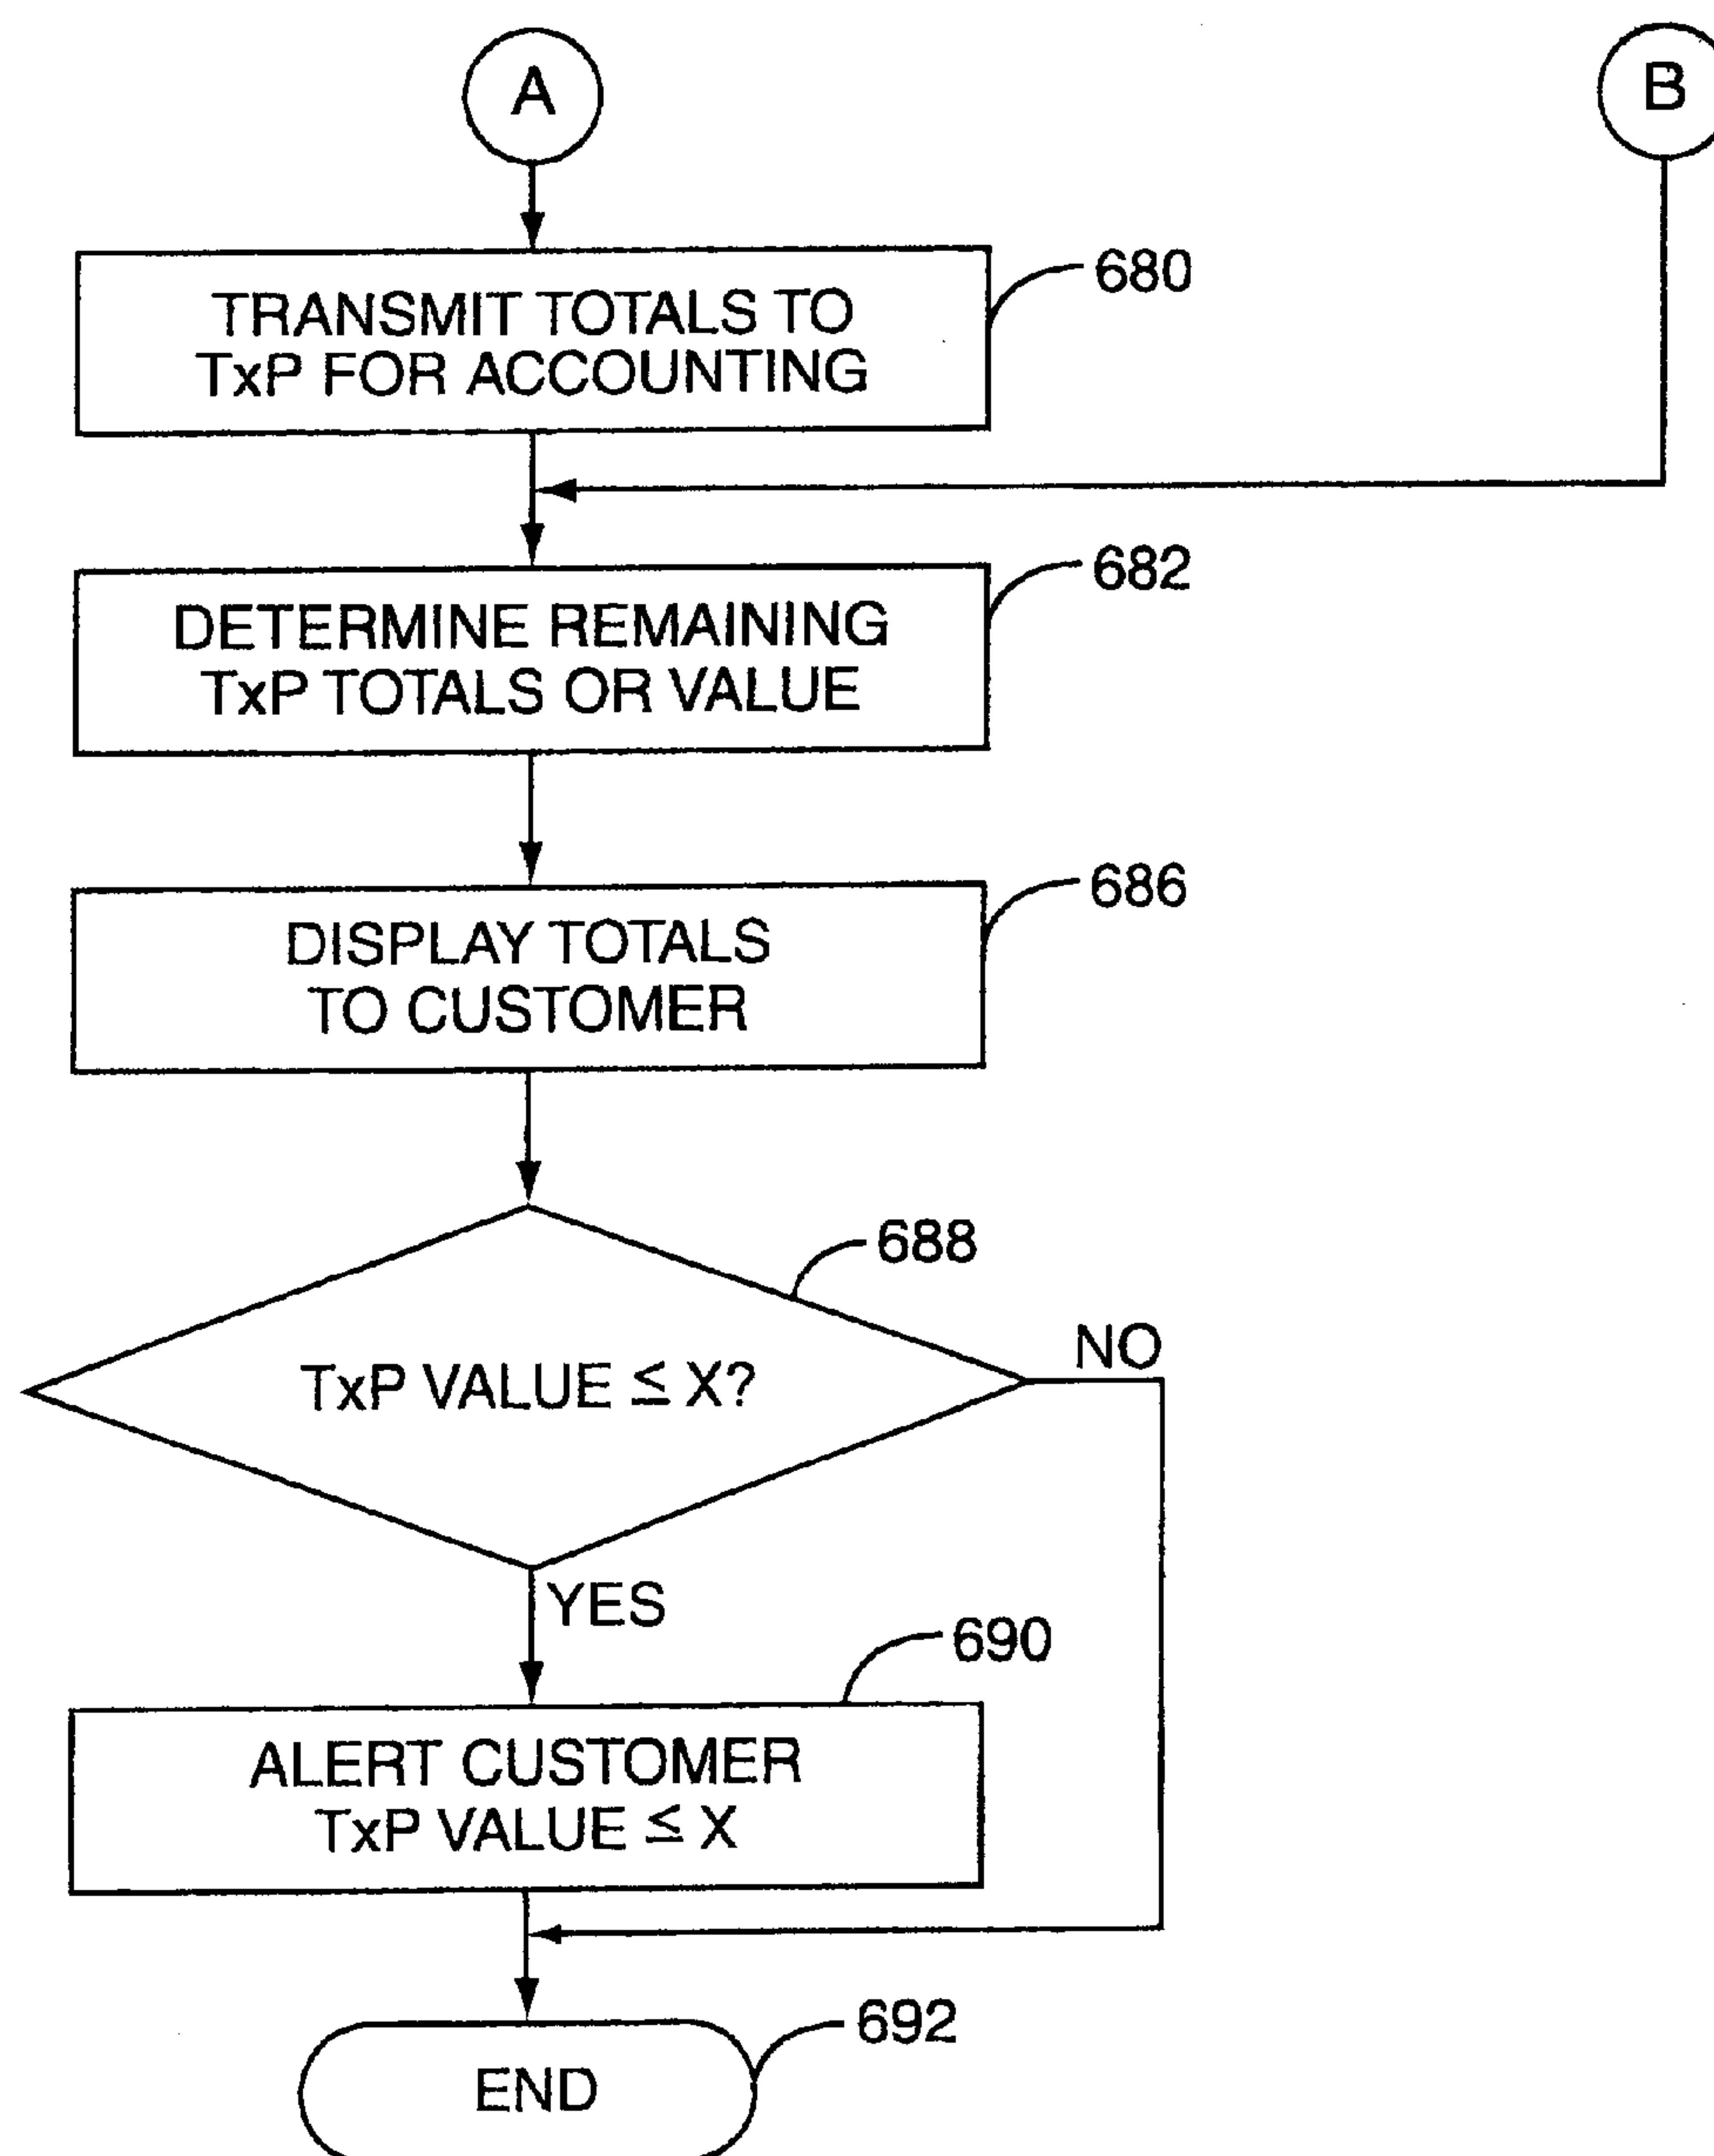 A
B
TRANSMIT TOTALS TO
TxP FOR ACCOUNTING
680
DETERMINE REMAINING
TxP TOTALS OR VALUE
682
DISPLAY TOTALS
TO CUSTOMER
686
688
TxP VALUE ≤ X?
NO
YES
690
ALERT CUSTOMER
TxP VALUE ≤ X
692
END